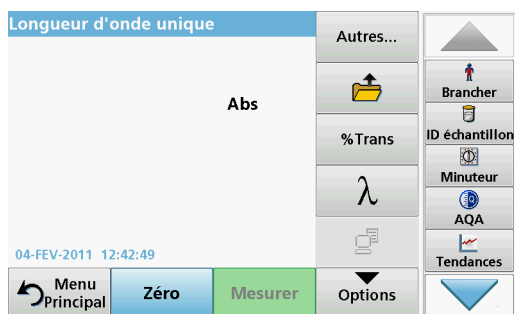 Longueur d'onde unique
Abs
04-FEV-2011 12:42:49
Menu
Principal
Zéro
Mesurer
Options
Autres...
%Trans
λ
Brancher
ID échantillon
Minuteur
AQA
Tendances